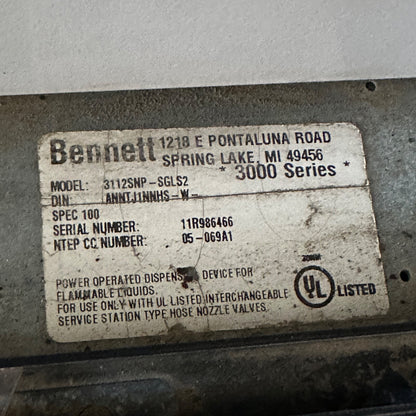 Bennett
1218 E PONTALUNA ROAD
SPRING LAKE, MI 49456
* 3000 Series *
MODEL: 3112SNP-SGLS2
DIN: ANNTJ1NNHS-W-
SPEC 100
SERIAL NUMBER: 11R986466
NTEP CC NUMBER: 05-069A1
POWER OPERATED DISPENSING DEVICE FOR
FLAMMABLE LIQUIDS.
FOR USE ONLY WITH UL LISTED INTERCHANGEABLE
SERVICE STATION TYPE HOSE NOZZLE VALVES.
UL LISTED